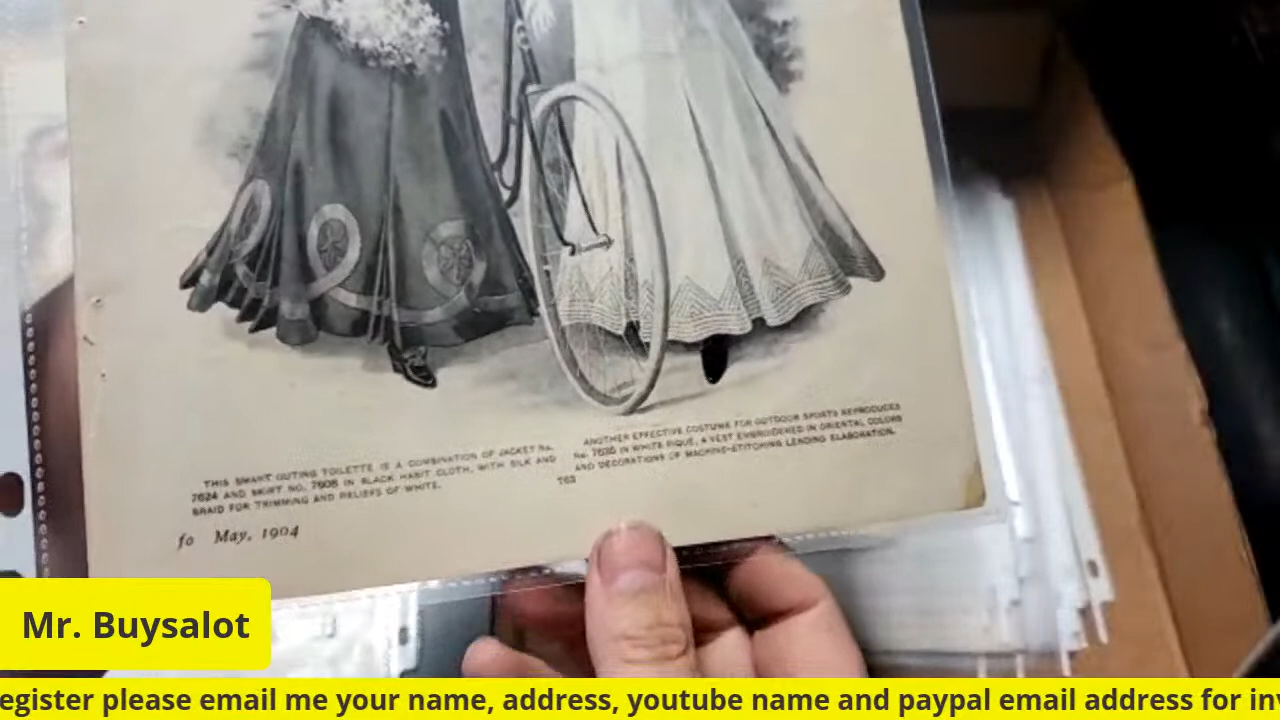 THIS SMART OUTING TOILETTE IS A COMBINATION OF JACKET No.
7624 AND SKIRT NO. 7608 IN BLACK HABIT CLOTH, WITH SILK AND
BRAID FOR TRIMMING AND RELIEFS OF WHITE.
ANOTHER EFFECTIVE COSTUME FOR OUTDOOR SPORTS REPRODUCES
No. IN WHITE PIQUE, A VEST EMBROIDERED IN ORIENTAL COLORS
AND DECORATIONS OF MACHINE-STITCHING LENDING ELABORATION.
763
fo May, 1904
Mr. Buysalot
egister please email me your name, address, youtube name and paypal email address for inv